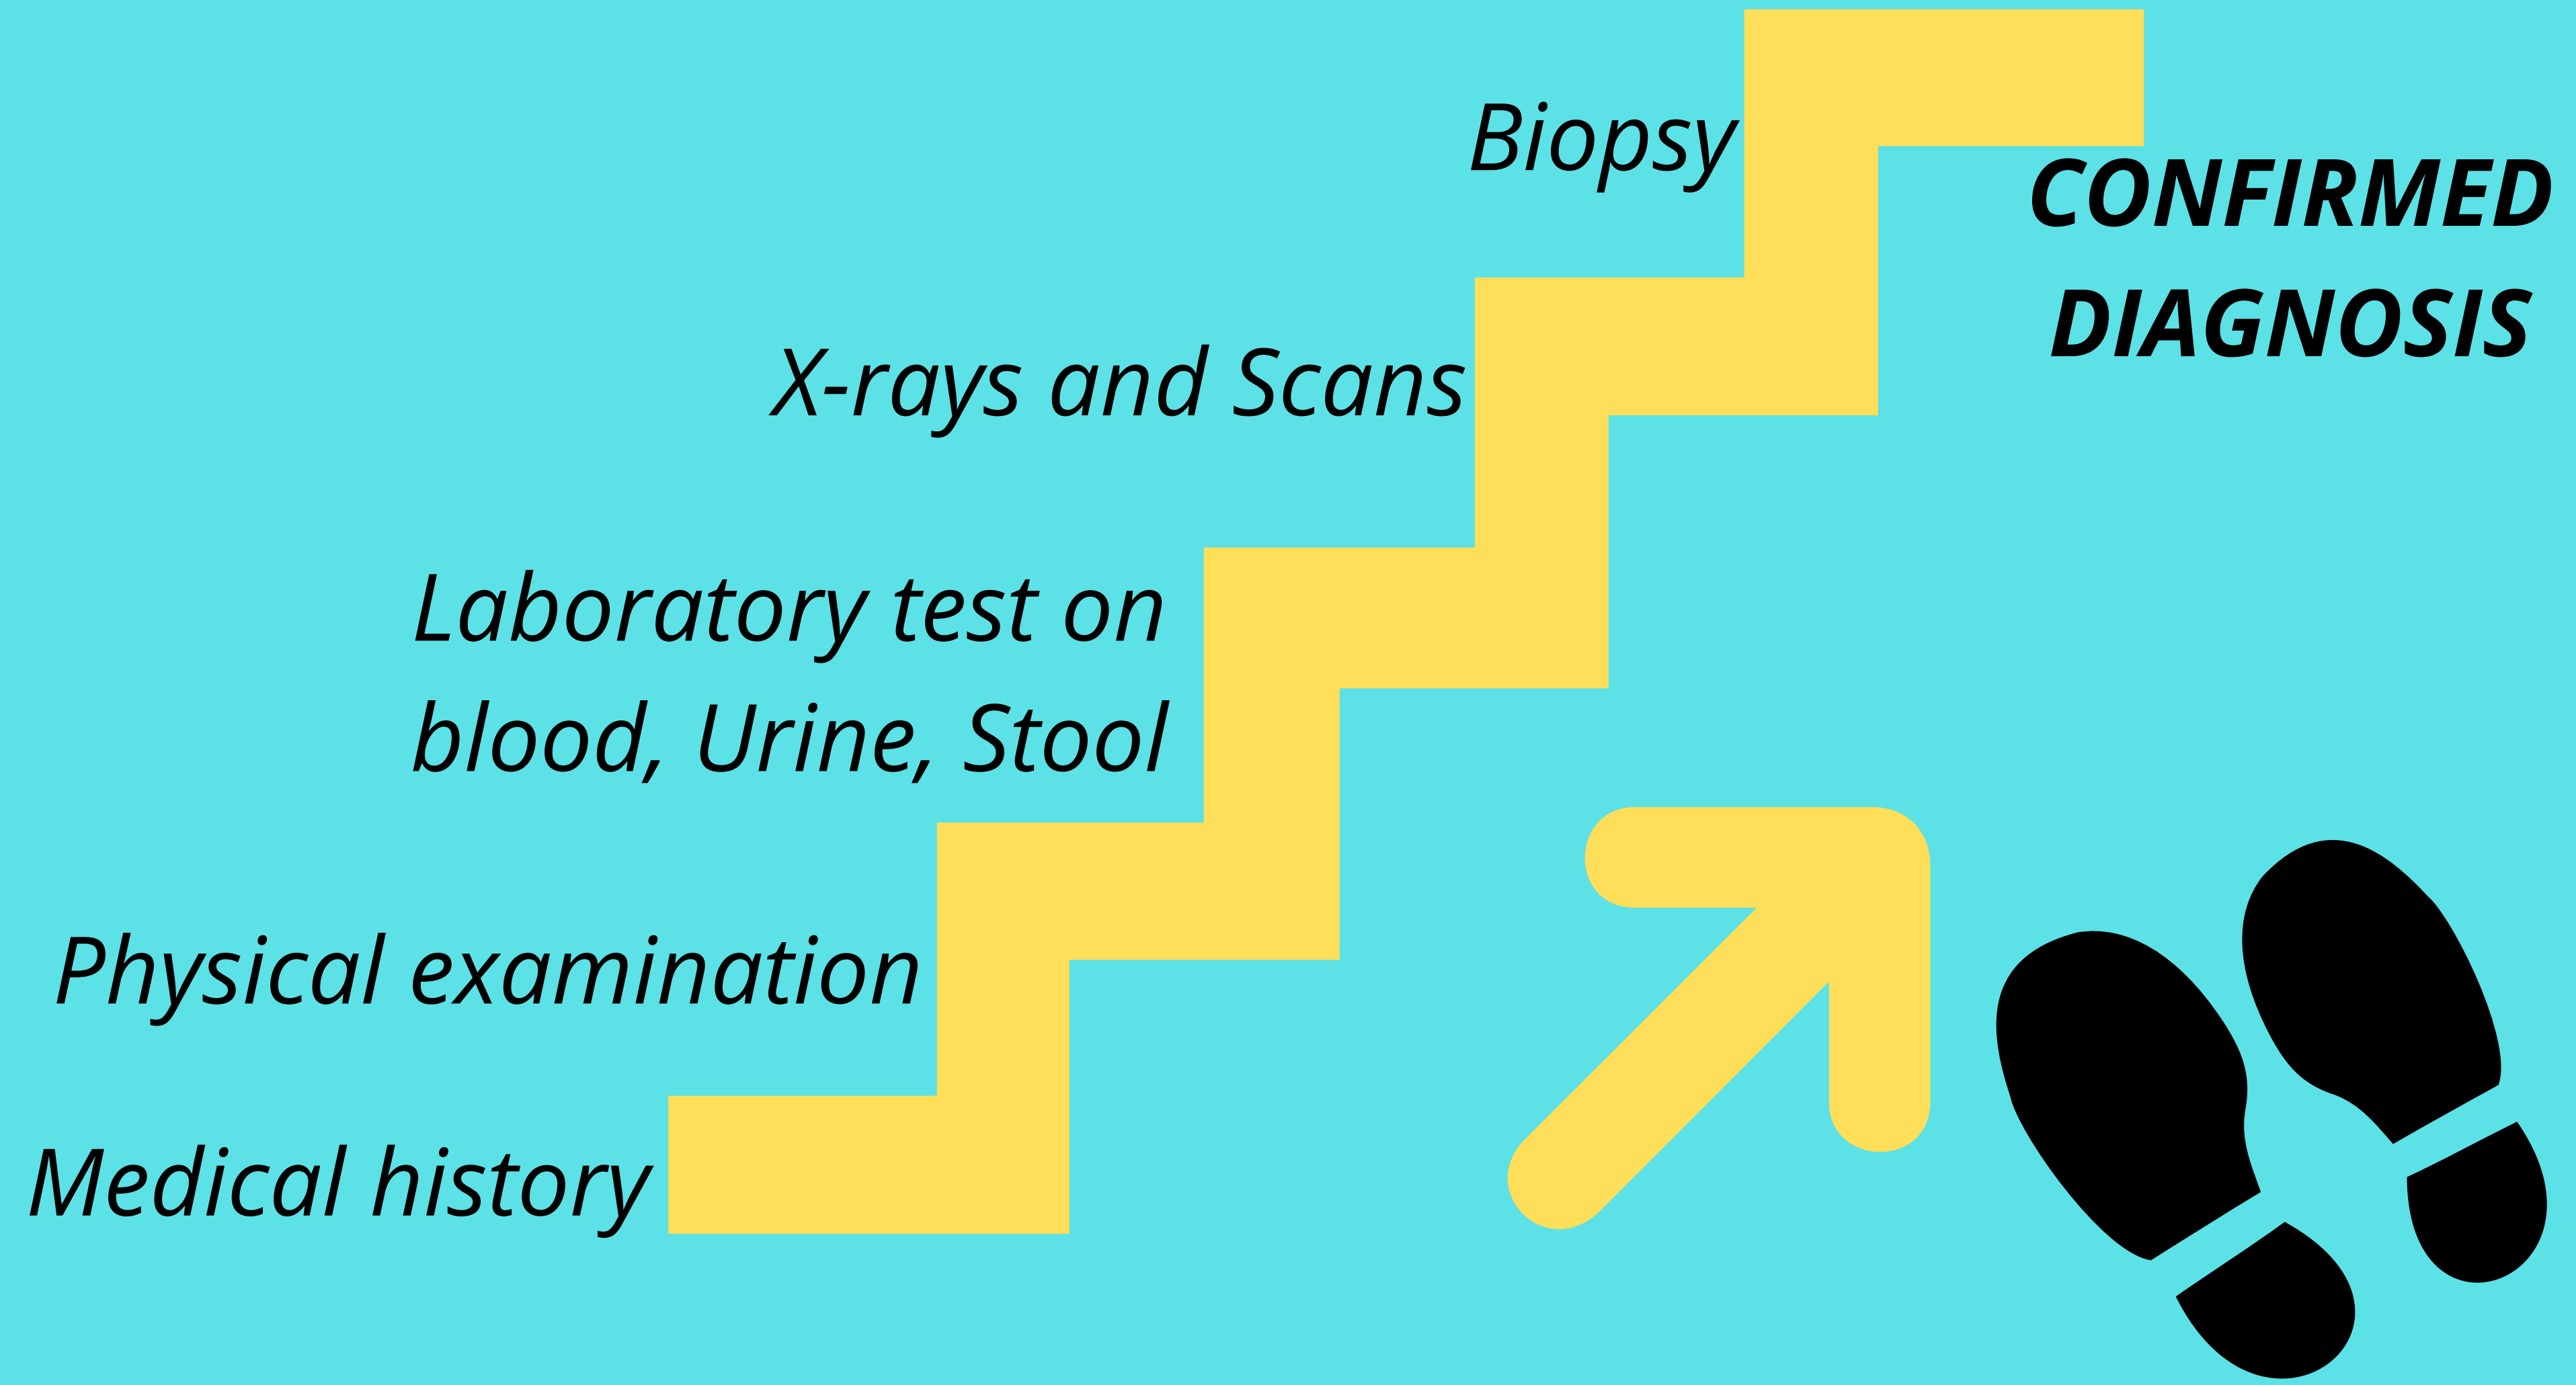 Biopsy
CONFIRMED
DIAGNOSIS
X-rays and Scans
Laboratory test on
blood, Urine, Stool
Physical examination
Medical history